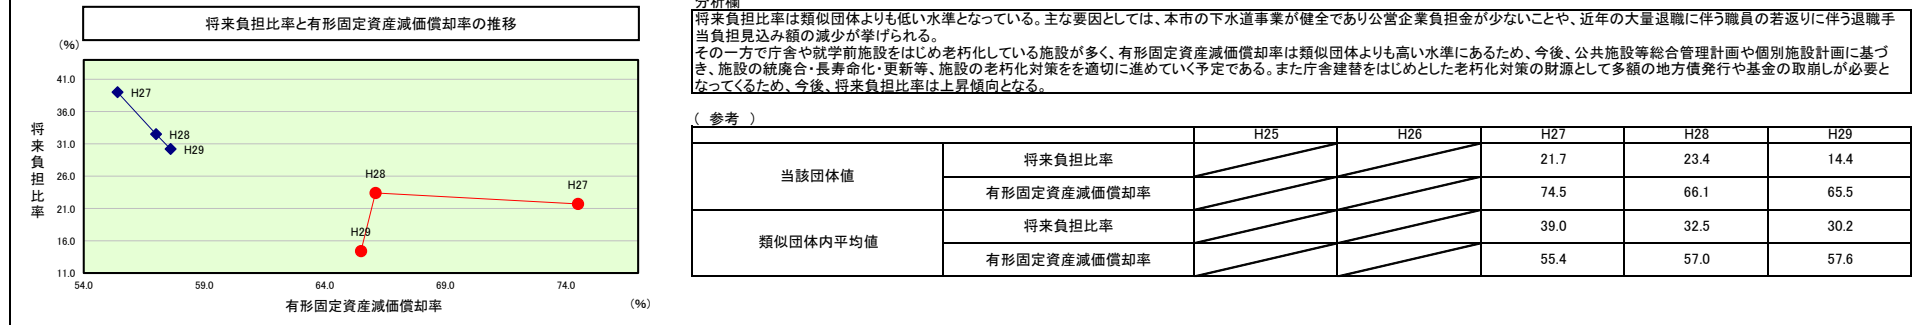 将来負担比率と有形固定資産減価償却率の推移
(%)
41.0
36.0
31.0
26.0
21.0
16.0
11.0
将来負担比率
H27
H28
H29
H28
H27
H29
54.0 59.0 64.0 69.0 74.0
有形固定資産減価償却率
(%)
分析欄
将来負担比率は類似団体よりも低い水準となっている。主な要因としては、本市の下水道事業が健全であり公営企業負担金が少ないことや、近年の大量退職に伴う職員の若返りに伴う退職手
当負担見込み額の減少が挙げられる。
その一方で庁舎や就学前施設をはじめ老朽化している施設が多く、有形固定資産減価償却率は類似団体よりも高い水準にあるため、今後、公共施設等総合管理計画や個別施設計画に基づ
き、施設の統廃合・長寿命化・更新等、施設の老朽化対策をを適切に進めていく予定である。また庁舎建替をはじめとした老朽化対策の財源として多額の地方債発行や基金の取崩しが必要と
なってくるため、今後、将来負担比率は上昇傾向となる。
( 参考 )
H25 H26 H27 H28 H29
当該団体値
将来負担比率 21.7 23.4 14.4
有形固定資産減価償却率 74.5 66.1 65.5
類似団体内平均値
将来負担比率 39.0 32.5 30.2
有形固定資産減価償却率 55.4 57.0 57.6